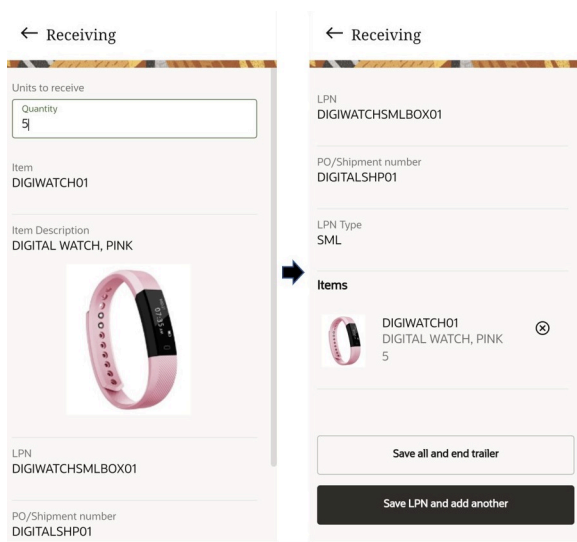 Receiving
Units to receive
Quantity
5
Item
DIGIWATCH01
Item Description
DIGITAL WATCH, PINK
07:35
LPN
DIGIWATCHSMLBOX01
PO/Shipment number
DIGITALSHP01
Receiving
LPN
DIGIWATCHSMLBOX01
PO/Shipment number
DIGITALSHP01
LPN Type
SML
Items
DIGIWATCH01
DIGITAL WATCH, PINK
5
Save all and end trailer
Save LPN and add another